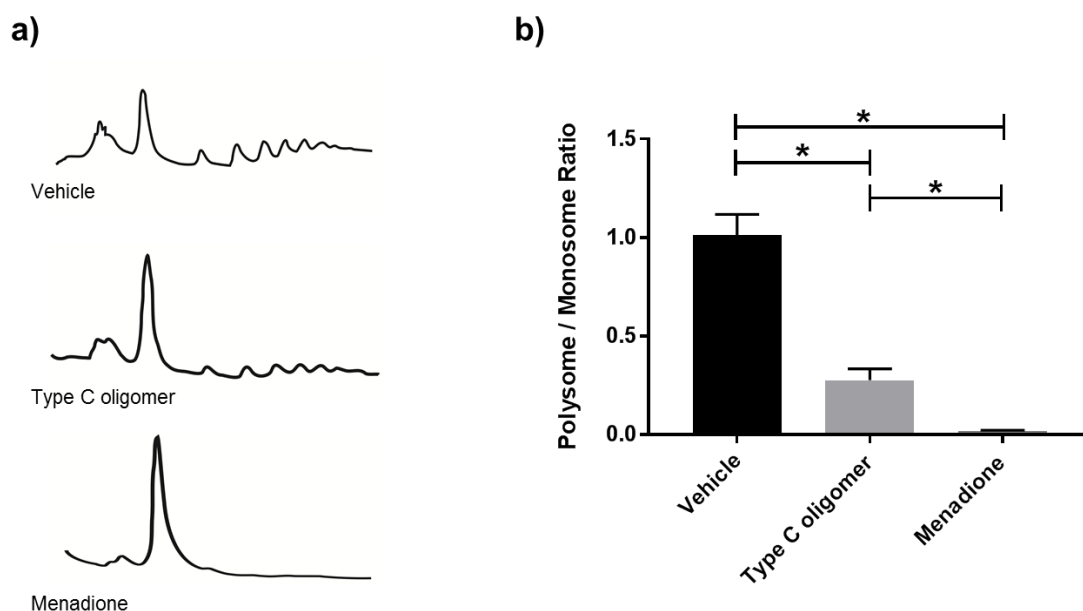 a)
Vehicle
Type C oligomer
Menadione
b)
* 
* 
*
Polysome / Monosome Ratio
1.5
1.0
0.5
0.0
Vehicle
Type C oligomer
Menadione